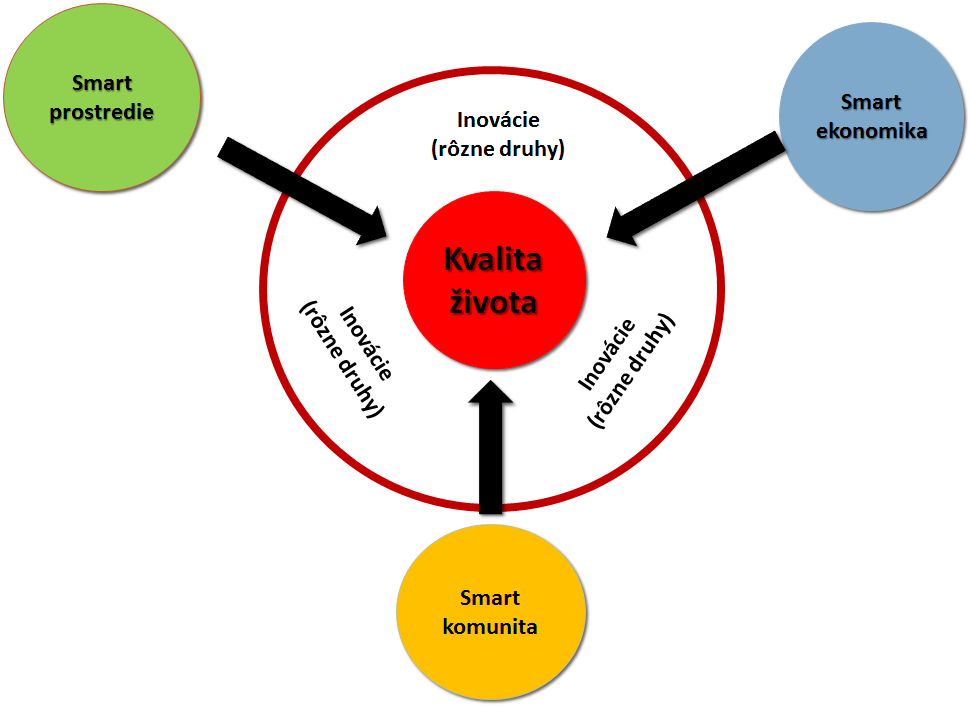 Smart
prostredie
Smart
ekonomika
Inovácie
(rôzne druhy)
Kvalita
života
Inovácie
(rôzne druhy)
Inovácie
(rôzne druhy)
Smart
komunita